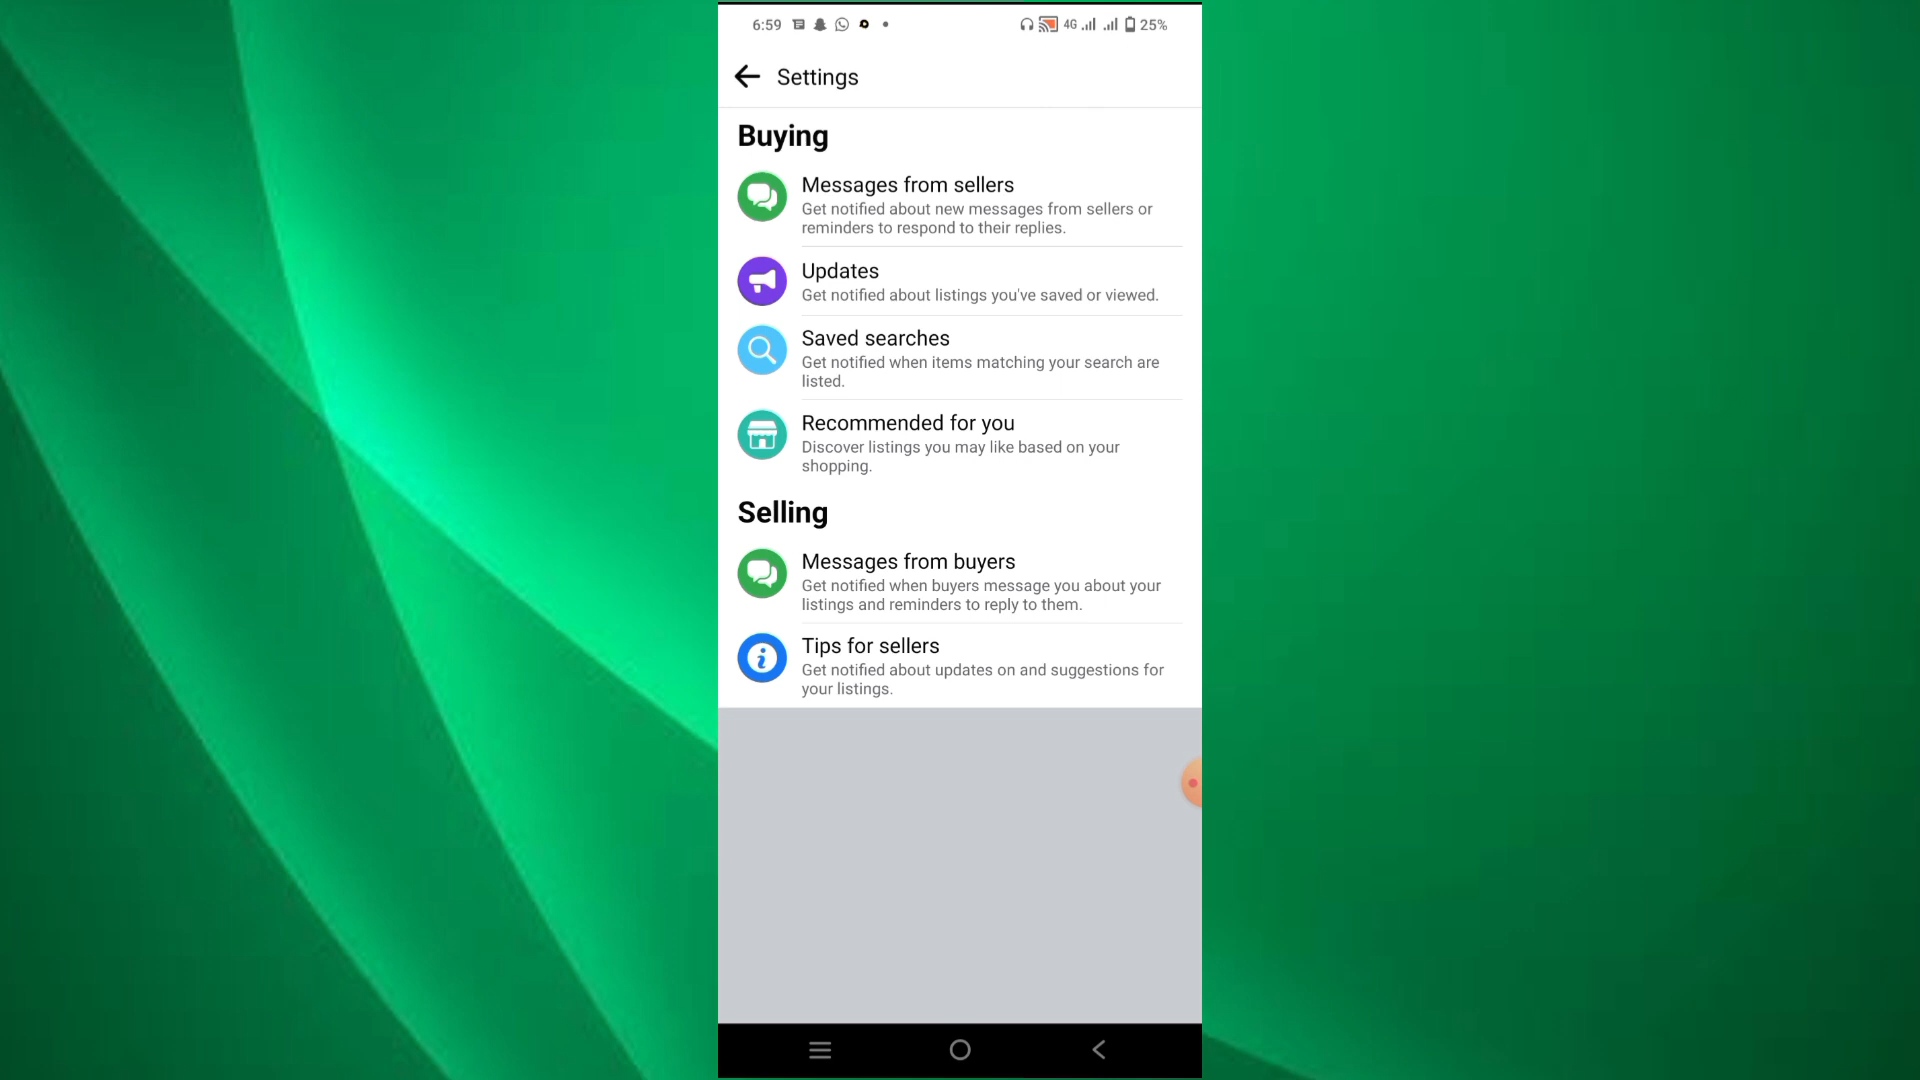 6:59 4G 25%
Settings
Buying
Messages from sellers
Get notified about new messages from sellers or
reminders to respond to their replies.
Updates
Get notified about listings you've saved or viewed.
Saved searches
Get notified when items matching your search are
listed.
Recommended for you
Discover listings you may like based on your
shopping.
Selling
Messages from buyers
Get notified when buyers message you about your
listings and reminders to reply to them.
Tips for sellers
Get notified about updates on and suggestions for
your listings.